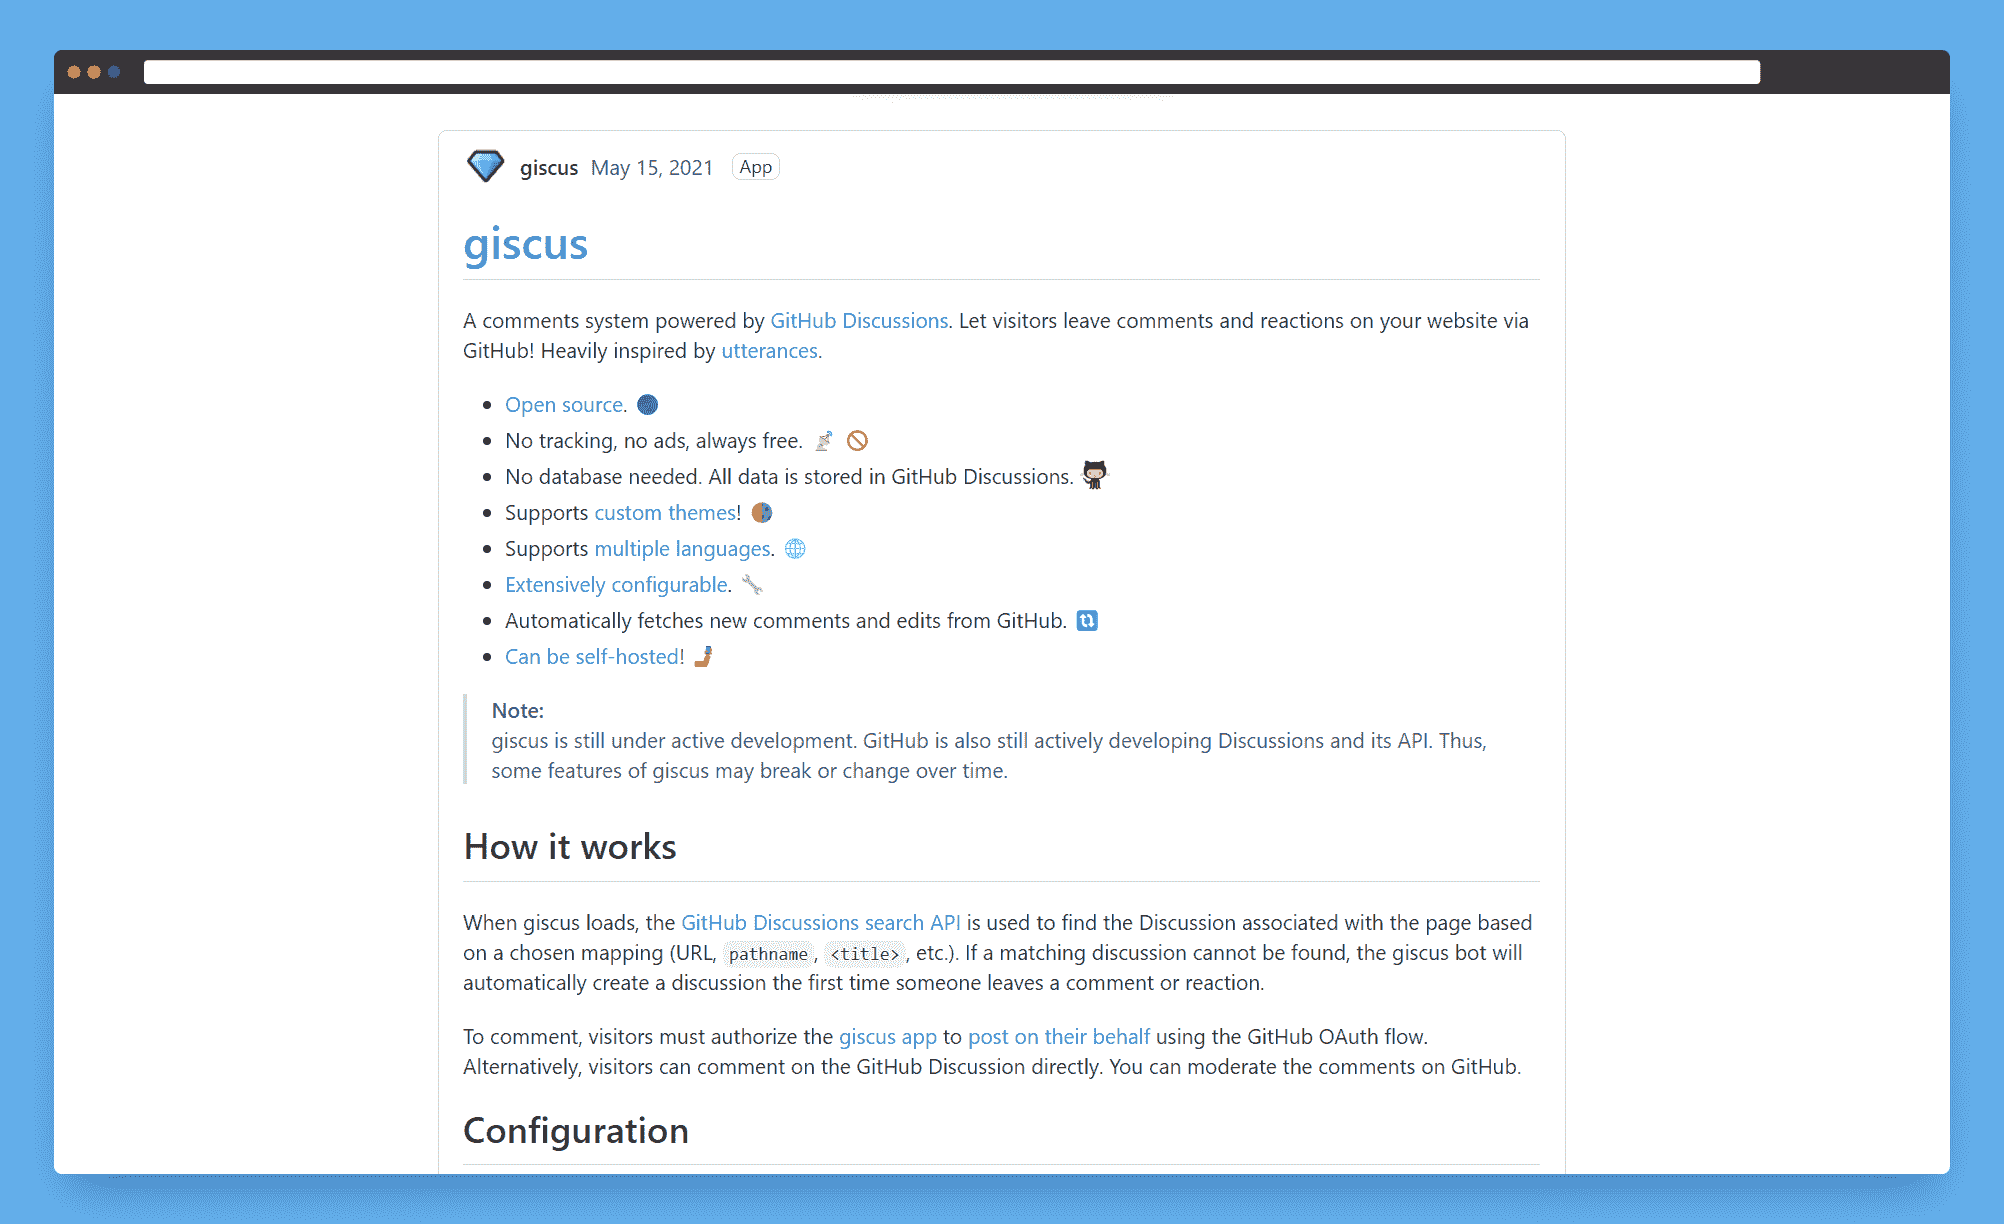 giscus May 15, 2021 App
giscus
A comments system powered by GitHub Discussions. Let visitors leave comments and reactions on your website via
GitHub! Heavily inspired by utterances.
Open source.
No tracking, no ads, always free.
No database needed. All data is stored in GitHub Discussions.
Supports custom themes!
Supports multiple languages.
Extensively configurable.
Automatically fetches new comments and edits from GitHub.
Can be self-hosted!
Note:
giscus is still under active development. GitHub is also still actively developing Discussions and its API. Thus,
some features of giscus may break or change over time.
How it works
When giscus loads, the GitHub Discussions search API is used to find the Discussion associated with the page based
on a chosen mapping (URL, pathname, <title>, etc.). If a matching discussion cannot be found, the giscus bot will
automatically create a discussion the first time someone leaves a comment or reaction.
To comment, visitors must authorize the giscus app to post on their behalf using the GitHub OAuth flow.
Alternatively, visitors can comment on the GitHub Discussion directly. You can moderate the comments on GitHub.
Configuration